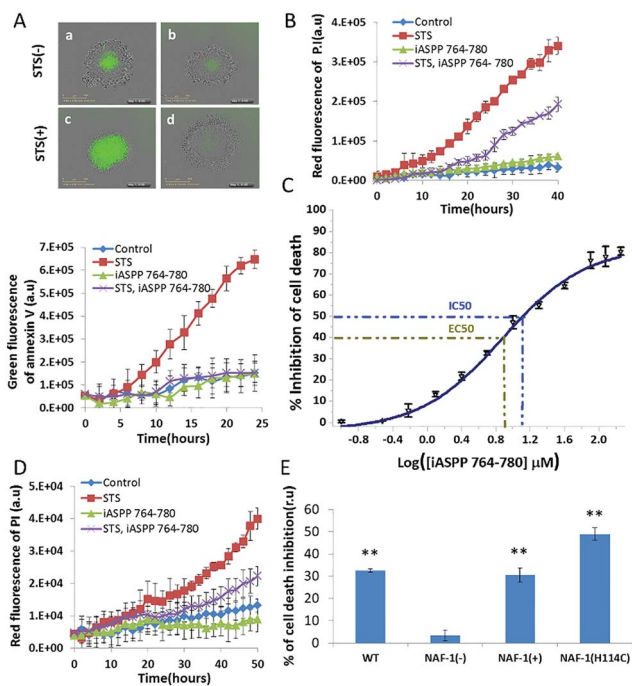 A
STS(-)
STS(+)
a
b
c
d
Green fluorescence
of annexin V (a.u)
7.E+05
6.E+05
5.E+05
4.E+05
3.E+05
2.E+05
1.E+05
0.E+00
0 5 10 15 20 25
Time(hours)
Control
STS
iASPP 764-780
STS, iASPP 764-780
B
Red fluorescence of P.I(a.u)
4.E+05
3.E+05
2.E+05
1.E+05
0.E+00
0 10 20 30 40
Time(hours)
Control
STS
iASPP 764-780
STS, iASPP 764- 780
C
% Inhibition of cell death
100
90
80
70
60
50
40
30
20
10
0
IC50
EC50
-0.8 -0.4 0.0 0.4 0.8 1.2 1.6 2.0
Log([iASPP 764-780] μM)
D
Red fluorescence of PI (a.u)
5.E+04
4.E+04
3.E+04
2.E+04
1.E+04
0.E+00
0 10 20 30 40 50
Time(hours)
Control
STS
iASPP 764-780
STS, iASPP 764-780
E
% of cell death inhibition(r.u)
60
50
40
30
20
10
0
**
**
**
WT NAF-1(-) NAF-1(+) NAF-1(H114C)